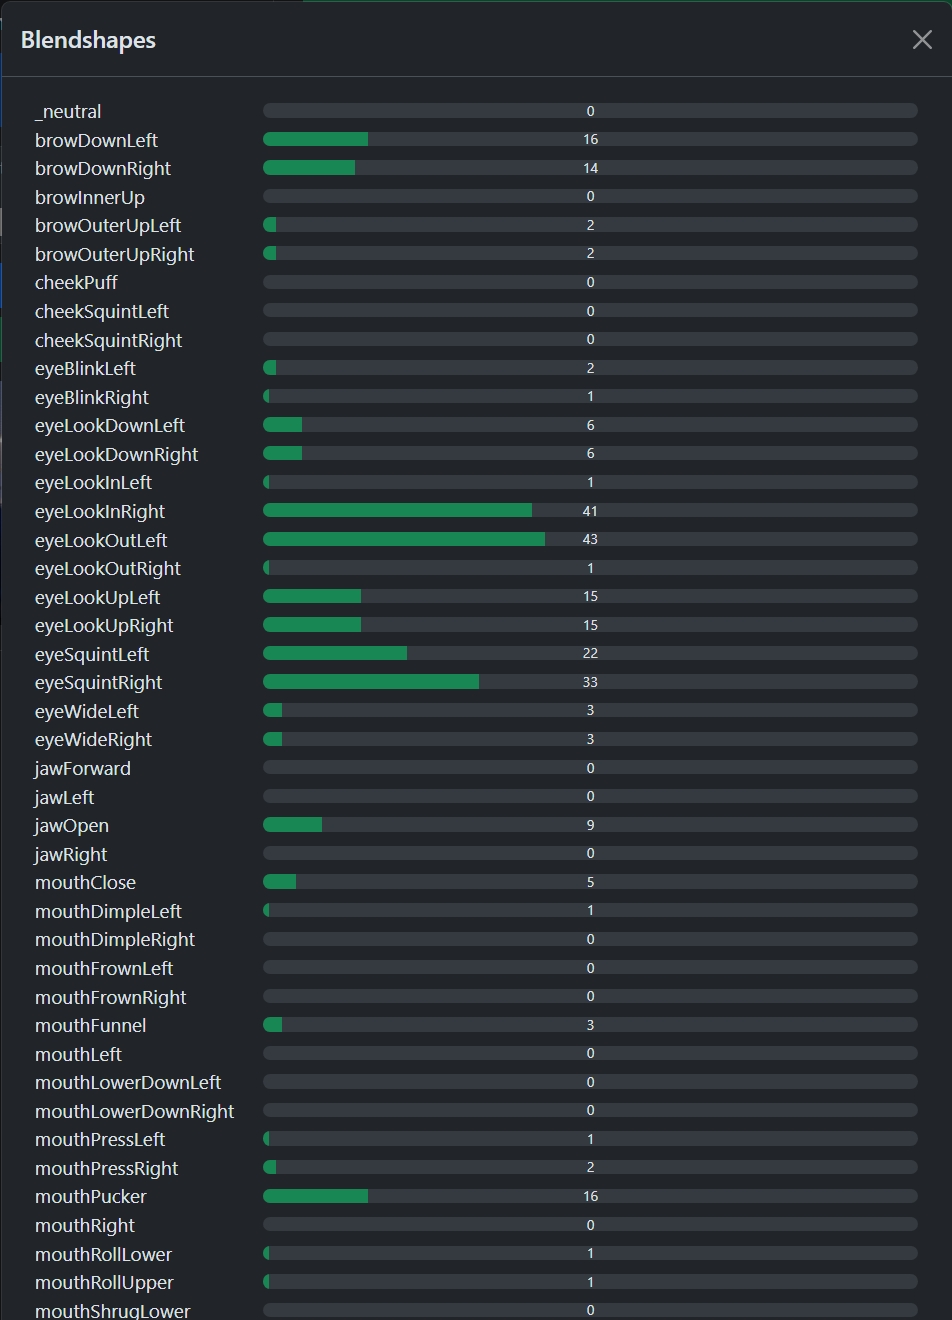 Blendshapes
_neutral 0
browDownLeft 16
browDownRight 14
browInnerUp 0
browOuterUpLeft 2
browOuterUpRight 2
cheekPuff 0
cheekSquintLeft 0
cheekSquintRight 0
eyeBlinkLeft 2
eyeBlinkRight 1
eyeLookDownLeft 6
eyeLookDownRight 6
eyeLookInLeft 1
eyeLookInRight 41
eyeLookOutLeft 43
eyeLookOutRight 1
eyeLookUpLeft 15
eyeLookUpRight 15
eyeSquintLeft 22
eyeSquintRight 33
eyeWideLeft 3
eyeWideRight 3
jawForward 0
jawLeft 0
jawOpen 9
jawRight 0
mouthClose 5
mouthDimpleLeft 1
mouthDimpleRight 0
mouthFrownLeft 0
mouthFrownRight 0
mouthFunnel 3
mouthLeft 0
mouthLowerDownLeft 0
mouthLowerDownRight 0
mouthPressLeft 1
mouthPressRight 2
mouthPucker 16
mouthRight 0
mouthRollLower 1
mouthRollUpper 1
mouthShrugLower 0